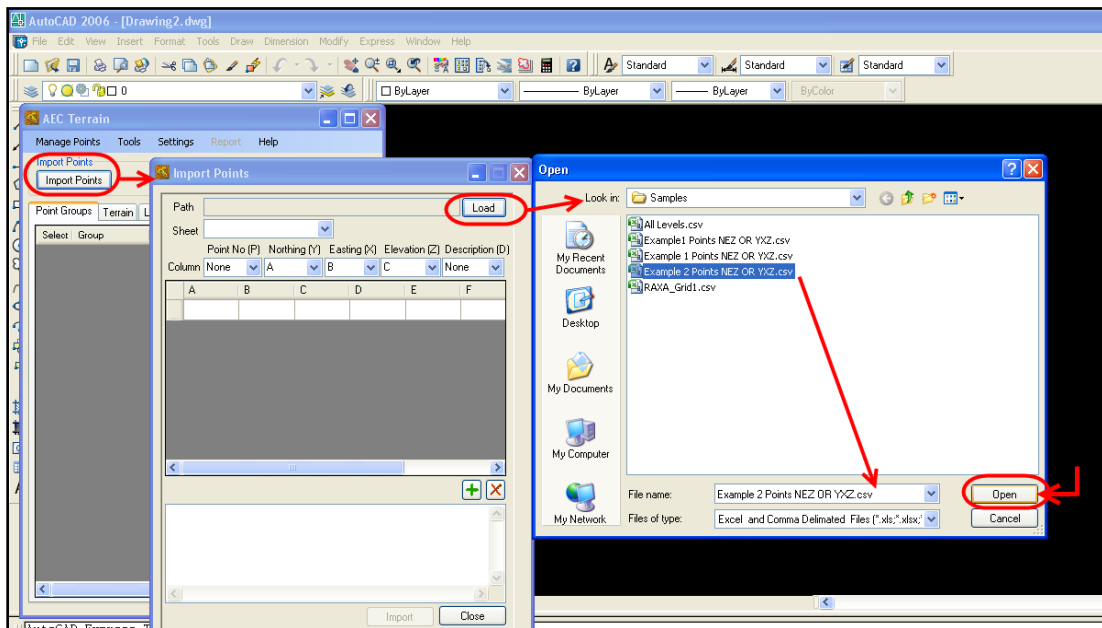 AutoCAD 2006 - [Drawing2.dwg]
File Edit View Insert Format Tools Draw Dimension Modify Express Window Help
Standard Standard Standard
0 ByLayer ByLayer ByLayer ByColor
AEC Terrain
Manage Points Tools Settings Report Help
Import Points
Import Points
Point Groups Terrain L
Select Group
Import Points
Path Load
Sheet
Point No (P) Northing (Y) Easting (X) Elevation (Z) Description (D)
Column None A B C None
A B C D E F
Import Close
Open
Look in: Samples
My Recent Documents
Desktop
My Documents
My Computer
My Network
All Levels.csv
Example1 Points NEZ OR YXZ.csv
Example 1 Points NEZ OR YXZ.csv
Example 2 Points NEZ OR YXZ.csv
RAXA_Grid1.csv
File name: Example 2 Points NEZ OR YXZ.csv Open
Files of type: Excel and Comma Delimated Files (*.xls;*.xlsx;* Cancel